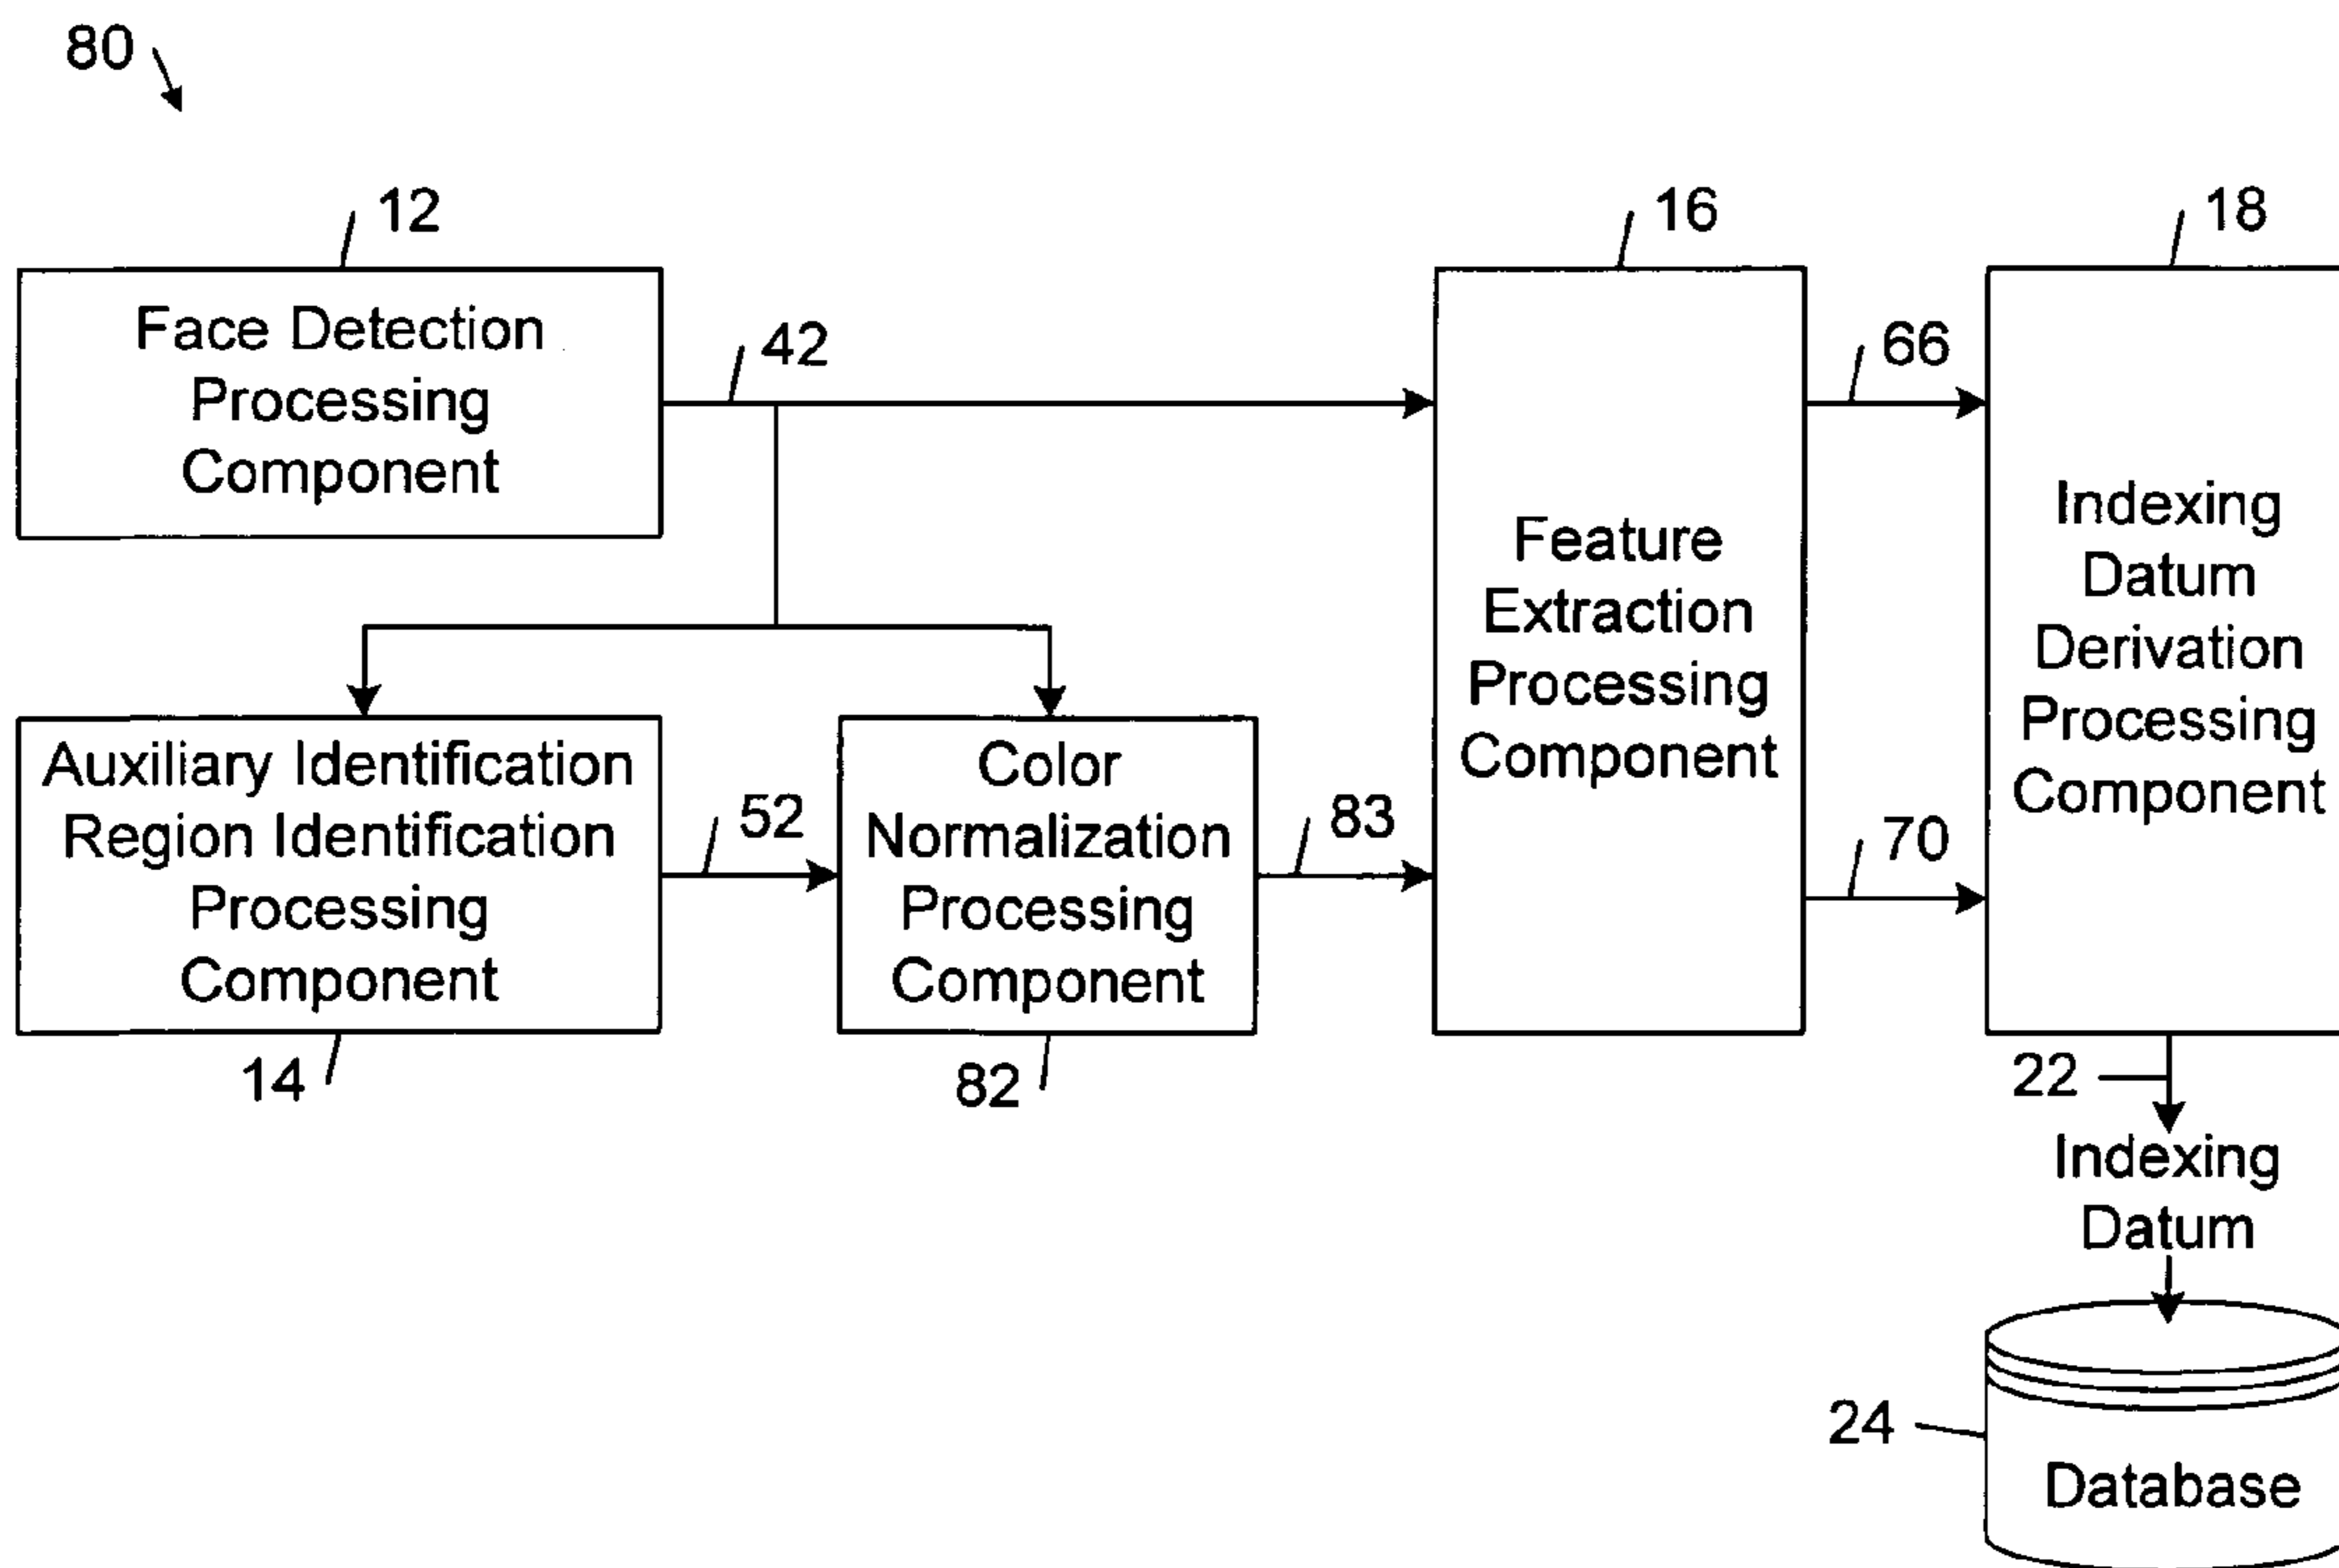 80
12
16
18
Face Detection
Processing
Component
42
66
Feature
Extraction
Processing
Component
Indexing
Datum
Derivation
Processing
Component
Auxiliary Identification
Region Identification
Processing
Component
52
Color
Normalization
Processing
Component
83
70
14
82
22
Indexing
Datum
24
Database